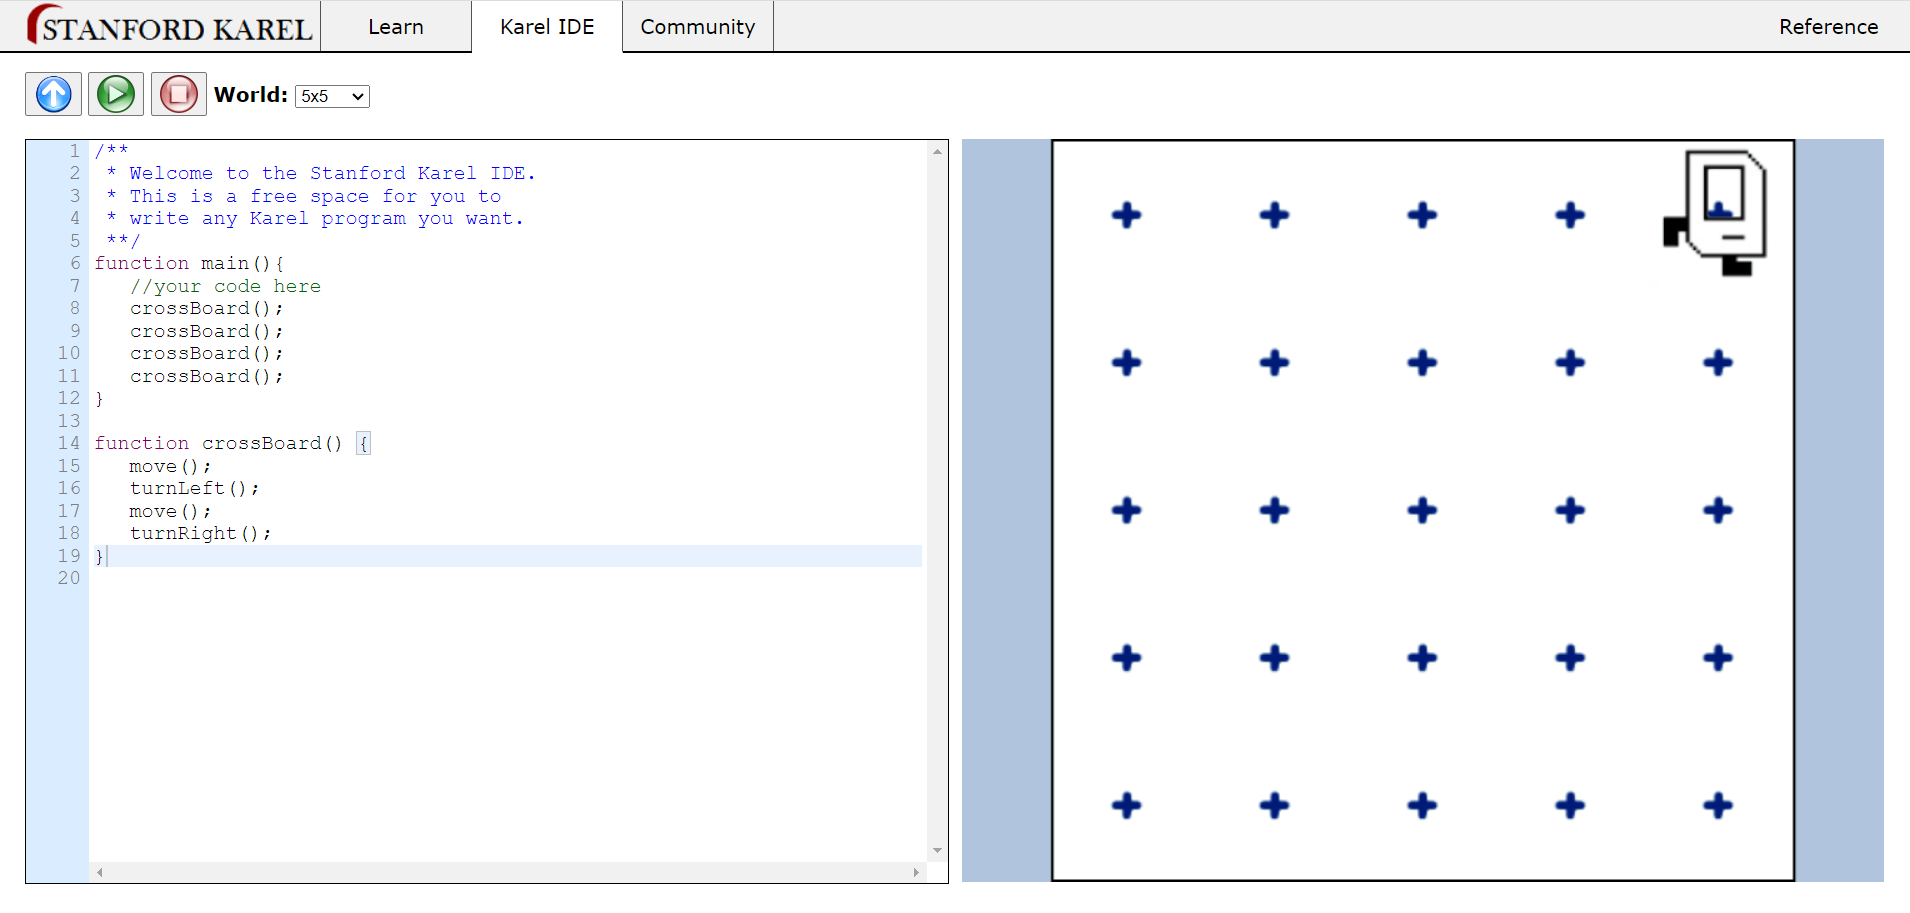 STANFORD KAREL
Learn
Karel IDE
Community
Reference
World: 5x5
1 /**
2  * Welcome to the Stanford Karel IDE.
3  * This is a free space for you to
4  * write any Karel program you want.
5  **/
6 function main(){
7    //your code here
8    crossBoard();
9    crossBoard();
10    crossBoard();
11    crossBoard();
12 }
13
14 function crossBoard() {
15    move();
16    turnLeft();
17    move();
18    turnRight();
19 }
20